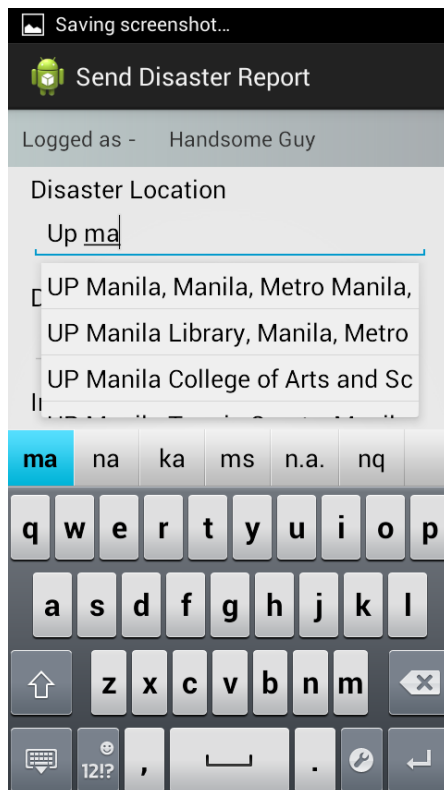 Saving screenshot...
Send Disaster Report
Logged as - Handsome Guy
Disaster Location
Up ma
UP Manila, Manila, Metro Manila,
D
UP Manila Library, Manila, Metro
UP Manila College of Arts and Sc
ma na ka ms n.a. nq
q w e r t y u i o p
a s d f g h j k l
z x c v b n m
12!? , .